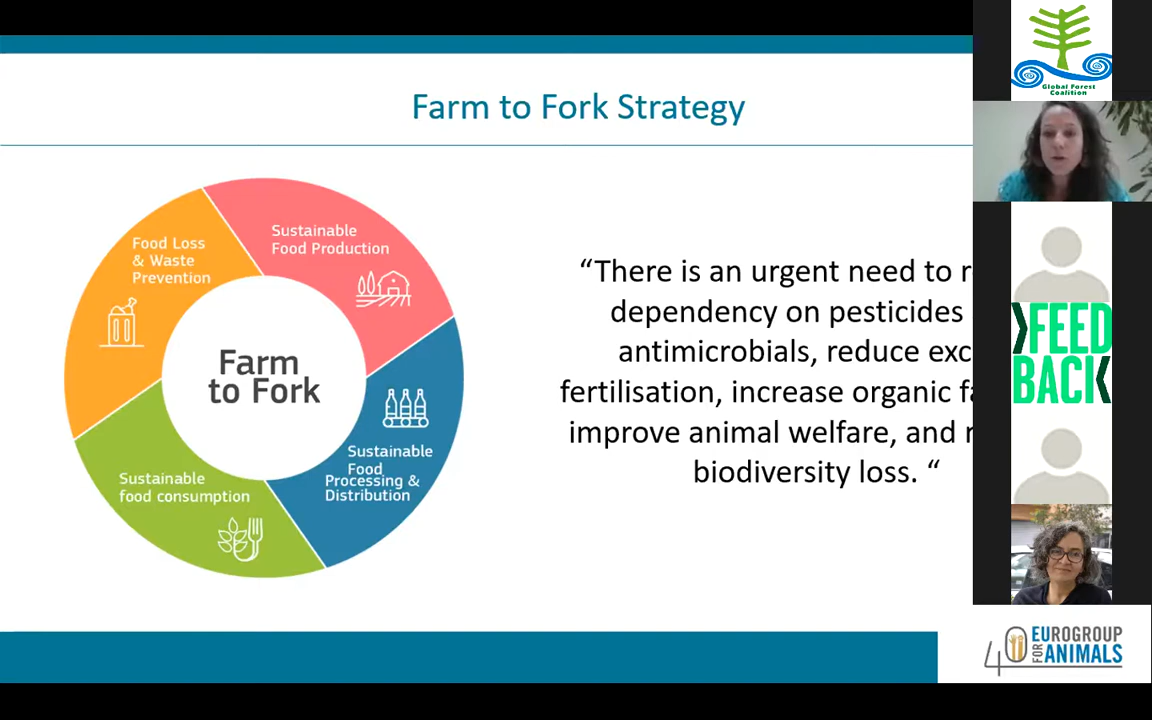 Farm to Fork Strategy
Food Loss
& Waste
Prevention
Sustainable
Food Production
Farm
to Fork
Sustainable
Food
Processing &
Distribution
Sustainable
food consumption
“There is an urgent need to
dependency on pesticides
antimicrobials, reduce
fertilisation, increase organic
improve animal welfare, and
biodiversity loss. “
Global Forest
Coalition
FEED
BACK
40 EUROGROUP
FOR ANIMALS